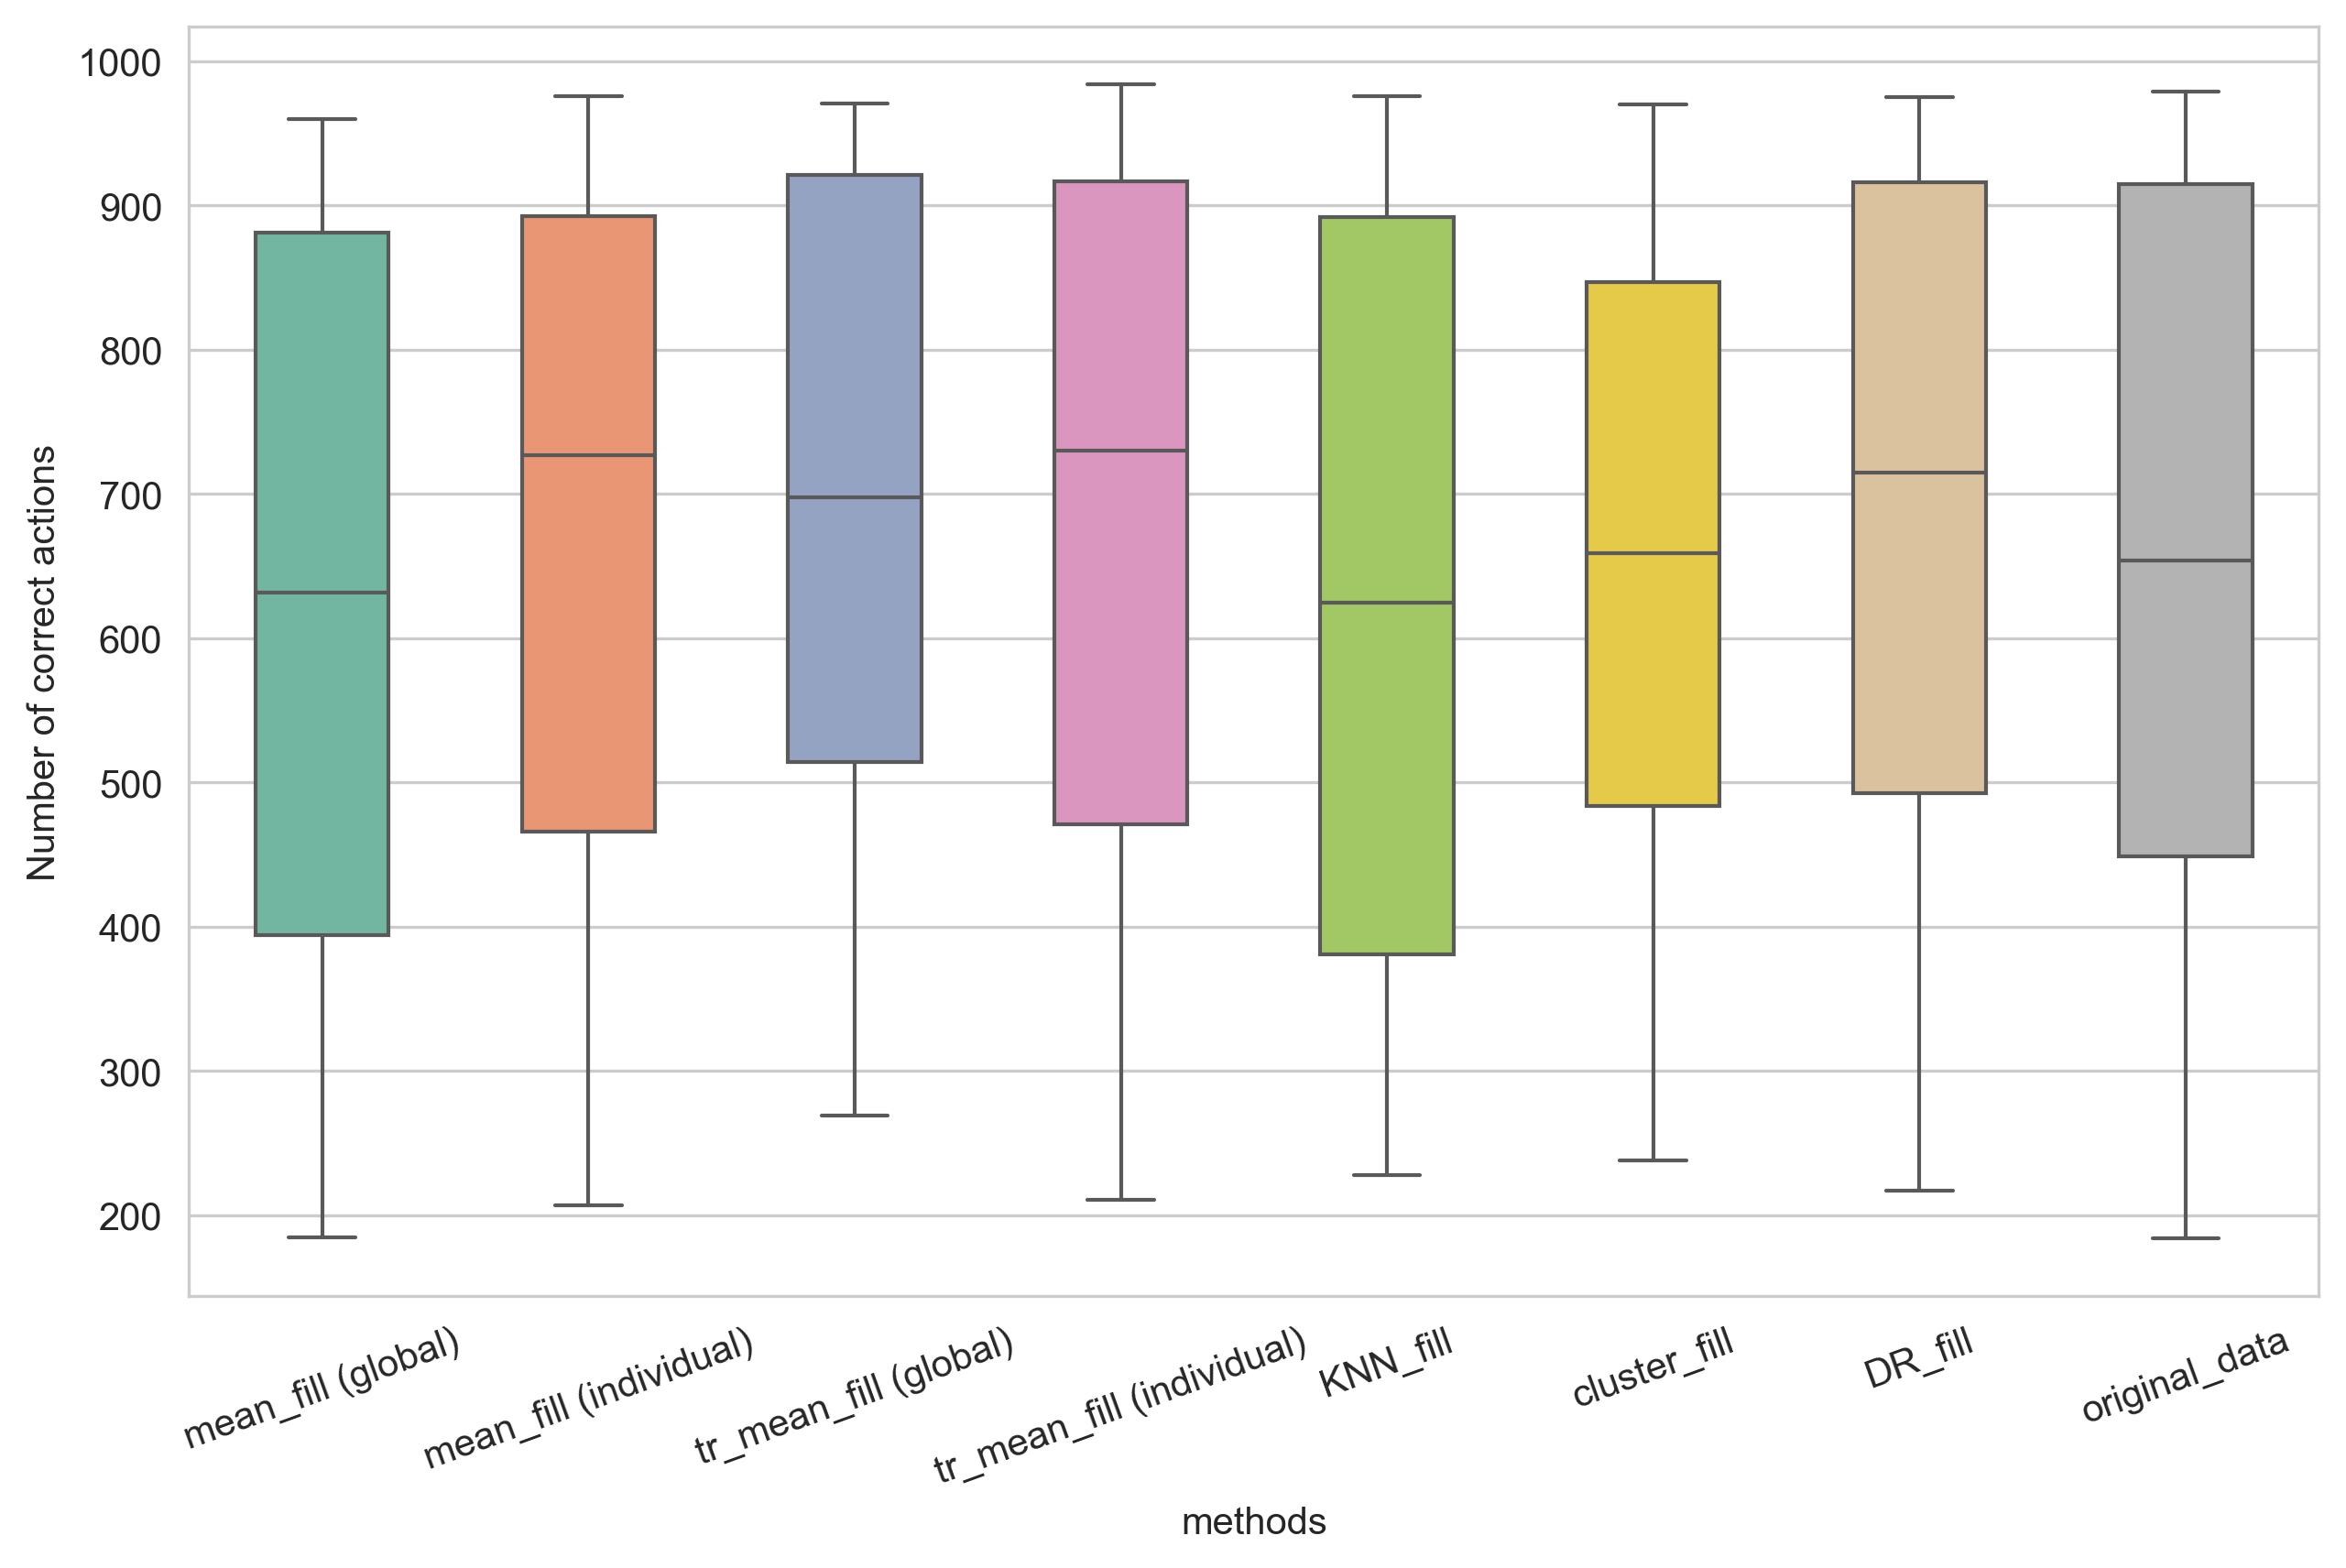 Number of correct actions
1000
900
800
700
600
500
400
300
200
mean_fill (global)
mean_fill (individual)
tr_mean_fill (global)
tr_mean_fill (individual)
KNN_fill
cluster_fill
DR_fill
original_data
methods